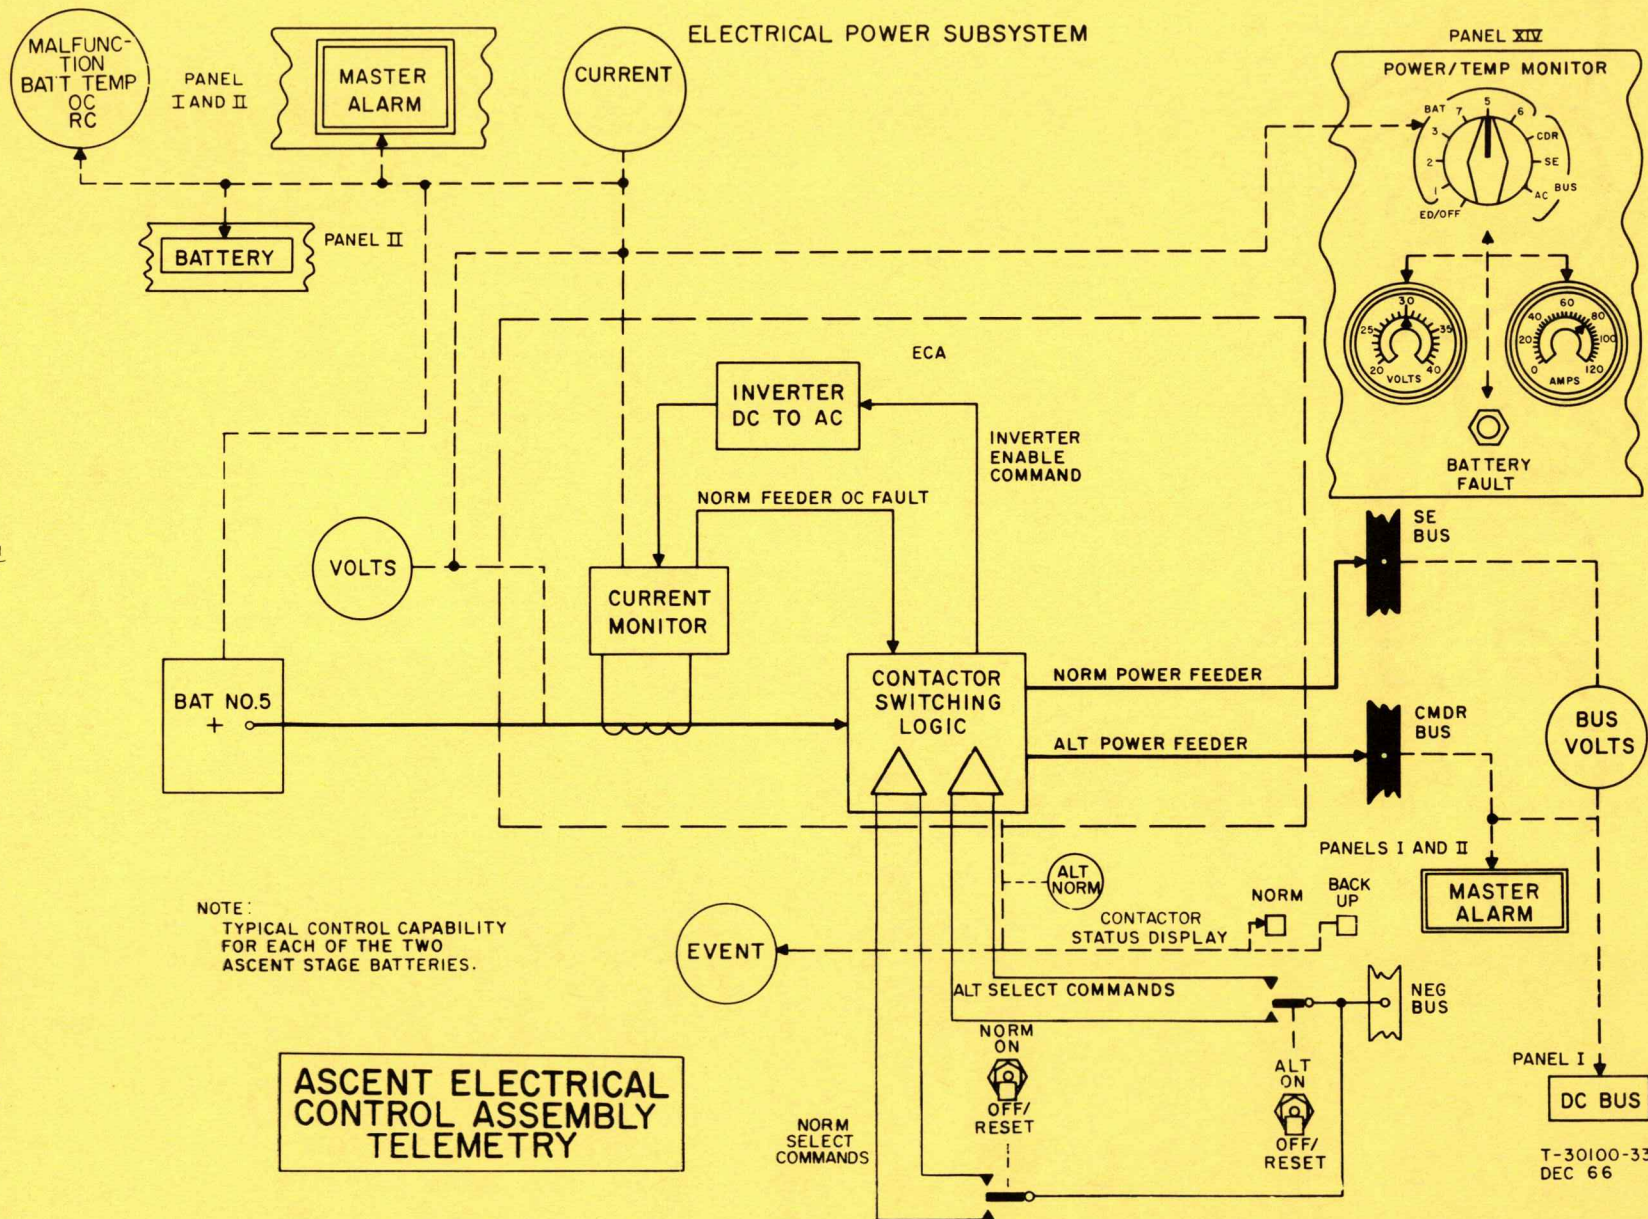 ELECTRICAL POWER SUBSYSTEM
MALFUNC-
TION
BATT TEMP
OC
RC
PANEL
I AND II
MASTER
ALARM
CURRENT
PANEL XIV
POWER/TEMP MONITOR
BAT
7
5
6
3
CDR
2
SE
1
AC
BUS
ED/OFF
BATTERY
PANEL II
20
25
30
35
40
VOLTS
0
20
40
60
80
100
120
AMPS
BATTERY
FAULT
ECA
INVERTER
DC TO AC
INVERTER
ENABLE
COMMAND
NORM FEEDER OC FAULT
VOLTS
CURRENT
MONITOR
SE
BUS
BAT NO.5
+
CONTACTOR
SWITCHING
LOGIC
NORM POWER FEEDER
ALT POWER FEEDER
CMDR
BUS
BUS
VOLTS
PANELS I AND II
MASTER
ALARM
ALT
NORM
NORM
BACK
UP
CONTACTOR
STATUS DISPLAY
EVENT
NOTE:
TYPICAL CONTROL CAPABILITY
FOR EACH OF THE TWO
ASCENT STAGE BATTERIES.
ALT SELECT COMMANDS
NEG
BUS
NORM
ON
OFF/
RESET
ALT
ON
OFF/
RESET
PANEL I
DC BUS
NORM
SELECT
COMMANDS
ASCENT ELECTRICAL
CONTROL ASSEMBLY
TELEMETRY
T-30100-33
DEC 66